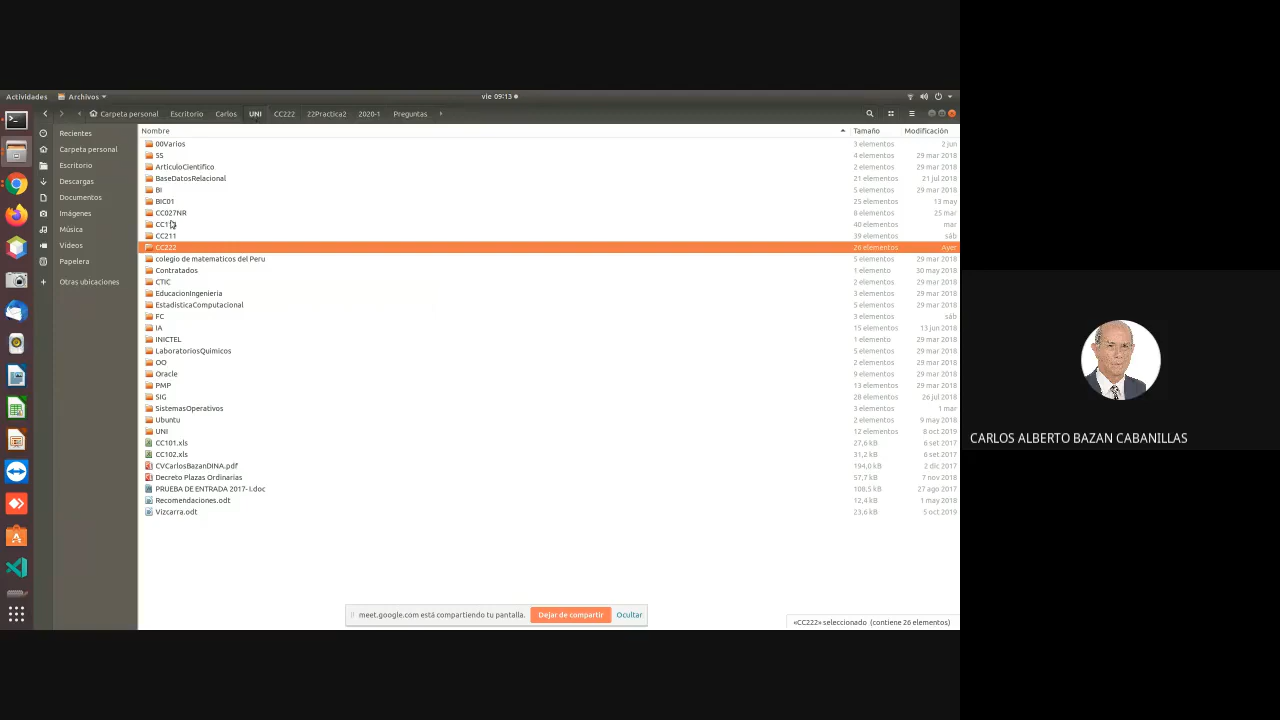 Actividades Archivos vie 09:13
Carpeta personal Escritorio Carlos UNI CC222 22Practica2 2020-1 Preguntas
Recientes
Carpeta personal
Escritorio
Descargas
Documentos
Imágenes
Música
Vídeos
Papelera
+ Otras ubicaciones
Nombre Tamaño Modificación
00Varios 3 elementos 2 jun
5S 4 elementos 29 mar 2018
ArticuloCientifico 2 elementos 29 mar 2018
BaseDatosRelacional 21 elementos 21 jul 2018
BI 5 elementos 29 mar 2018
BIC01 25 elementos 13 may
CC027NR 8 elementos 25 mar
40 elementos mar
CC211 39 elementos sáb
CC222 26 elementos Ayer
colegio de matematicos del Peru 5 elementos 29 mar 2018
Contratados 1 elemento 30 may 2018
CTIC 2 elementos 29 mar 2018
EducacionIngenieria 3 elementos 29 mar 2018
EstadisticaComputacional 5 elementos 29 mar 2018
FC 3 elementos sáb
IA 15 elementos 13 jun 2018
INICTEL 1 elemento 29 mar 2018
LaboratoriosQuimicos 5 elementos 29 mar 2018
OO 2 elementos 29 mar 2018
Oracle 9 elementos 29 mar 2018
PMP 13 elementos 29 mar 2018
SIG 28 elementos 26 jul 2018
SistemasOperativos 3 elementos 1 mar
Ubuntu 2 elementos 9 may 2018
UNI 12 elementos 8 oct 2019
CC101.xls 27,6 kB 6 set 2017
CC102.xls 31,2 kB 6 set 2017
CVCarlosBazanDINA.pdf 194,0 kB 2 dic 2017
Decreto Plazas Ordinarias 57,7 kB 7 nov 2018
PRUEBA DE ENTRADA 2017- I.doc 108,5 kB 27 ago 2017
Recomendaciones.odt 12,4 kB 1 may 2018
Vizcarra.odt 23,6 kB 5 oct 2019
meet.google.com está compartiendo tu pantalla. Dejar de compartir Ocultar
«CC222» seleccionado (contiene 26 elementos)
CARLOS ALBERTO BAZAN CABANILLAS